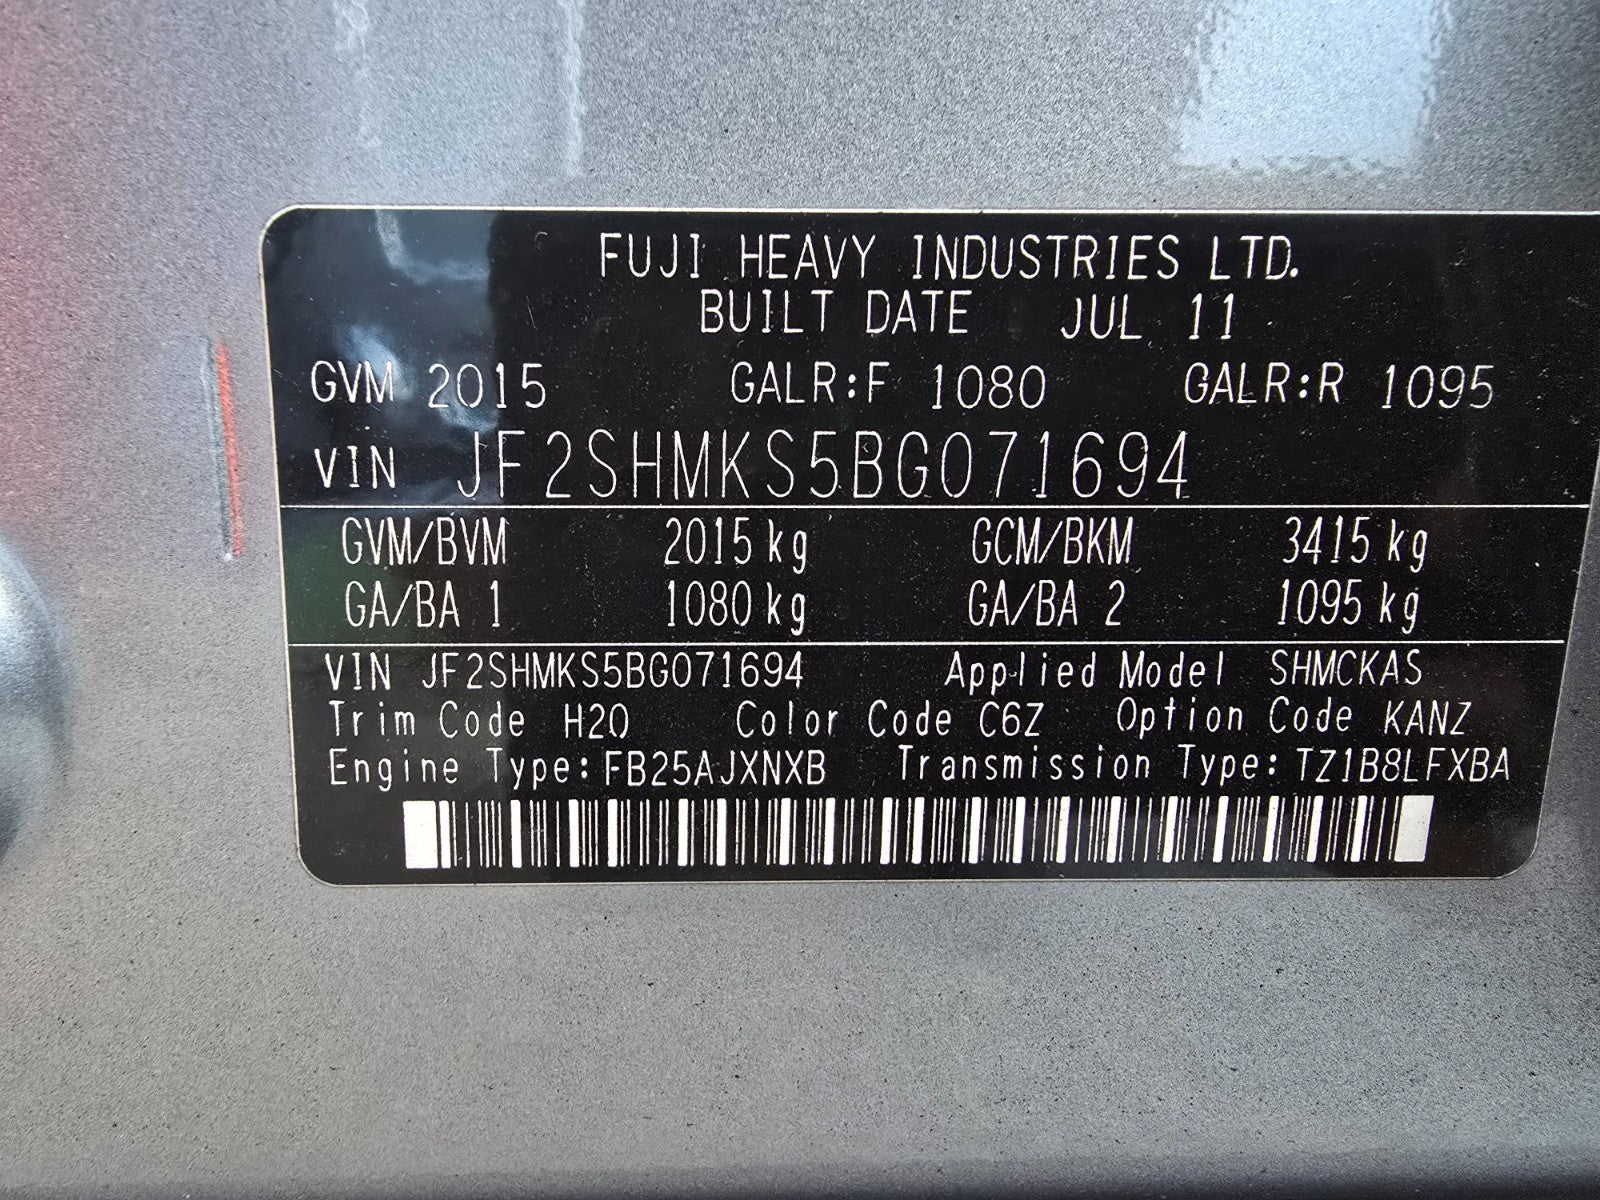 FUJI HEAVY INDUSTRIES LTD.
BUILT DATE JUL 11
GVM 2015 GALR:F 1080 GALR:R 1095
VIN JF2SHMKS5BG071694
GVM/BVM 2015 kg GCM/BKM 3415 kg
GA/BA 1 1080 kg GA/BA 2 1095 kg
VIN JF2SHMKS5BG071694 Applied Model SHMCKAS
Trim Code H20 Color Code C6Z Option Code KANZ
Engine Type:FB25AJXNXB Transmission Type:TZ1B8LFXBA